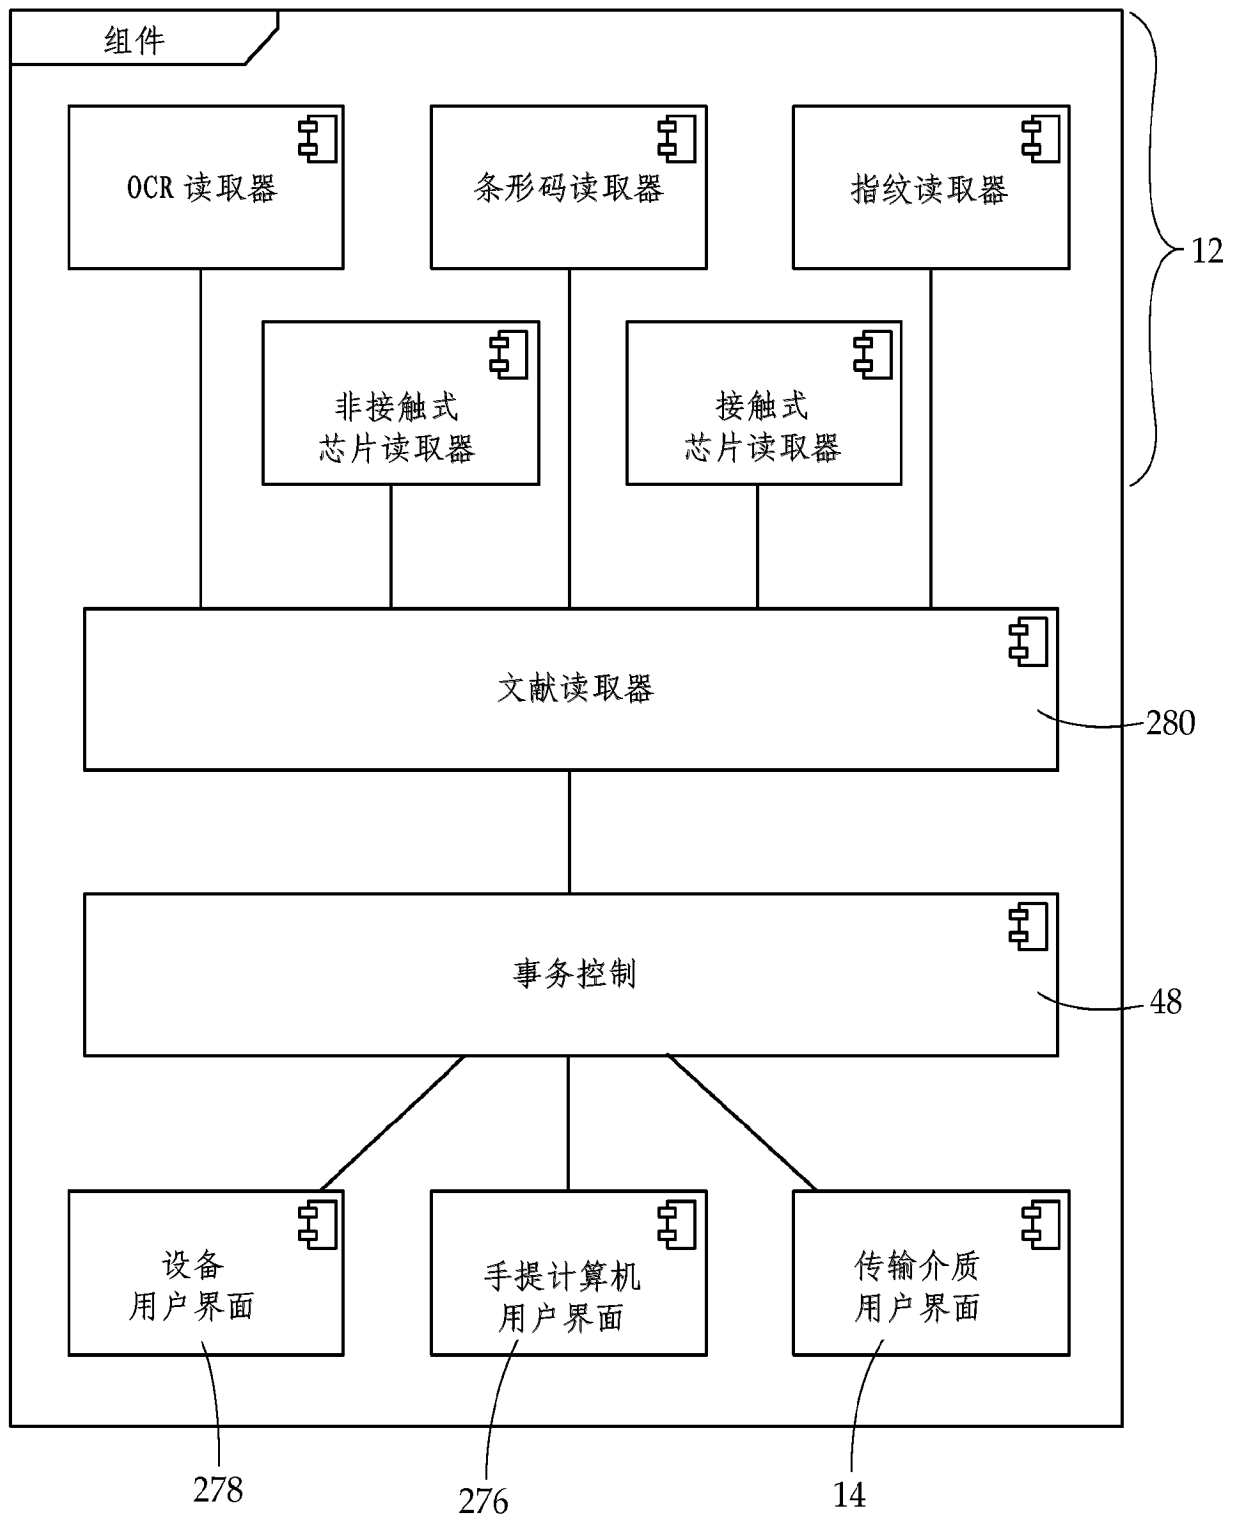 组件
OCR 读取器
条形码读取器
指纹读取器
12
非接触式
芯片读取器
接触式
芯片读取器
文献读取器
280
事务控制
48
设备
用户界面
手提计算机
用户界面
传输介质
用户界面
278
276
14